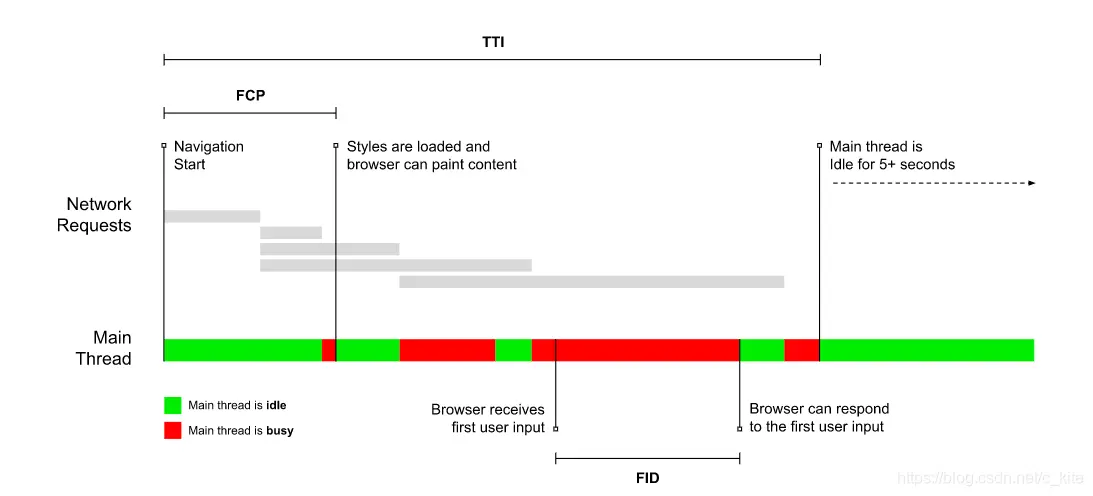 TTI
FCP
Navigation
Start
Styles are loaded and
browser can paint content
Main thread is
Idle for 5+ seconds
Network
Requests
Main
Thread
Main thread is idle
Main thread is busy
Browser receives
first user input
Browser can respond
to the first user input
FID
https://blog.csdn.net/c_kite